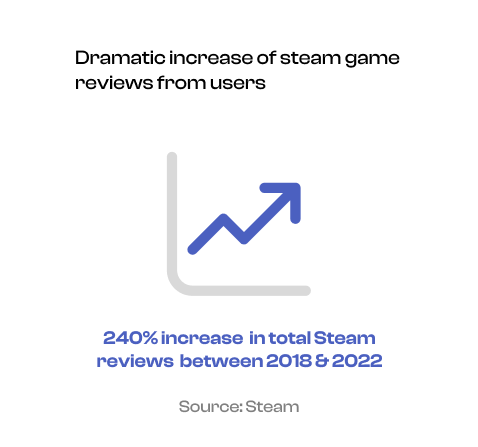 Dramatic increase of steam game
reviews from users
240% increase in total Steam
reviews between 2018 & 2022
Source: Steam